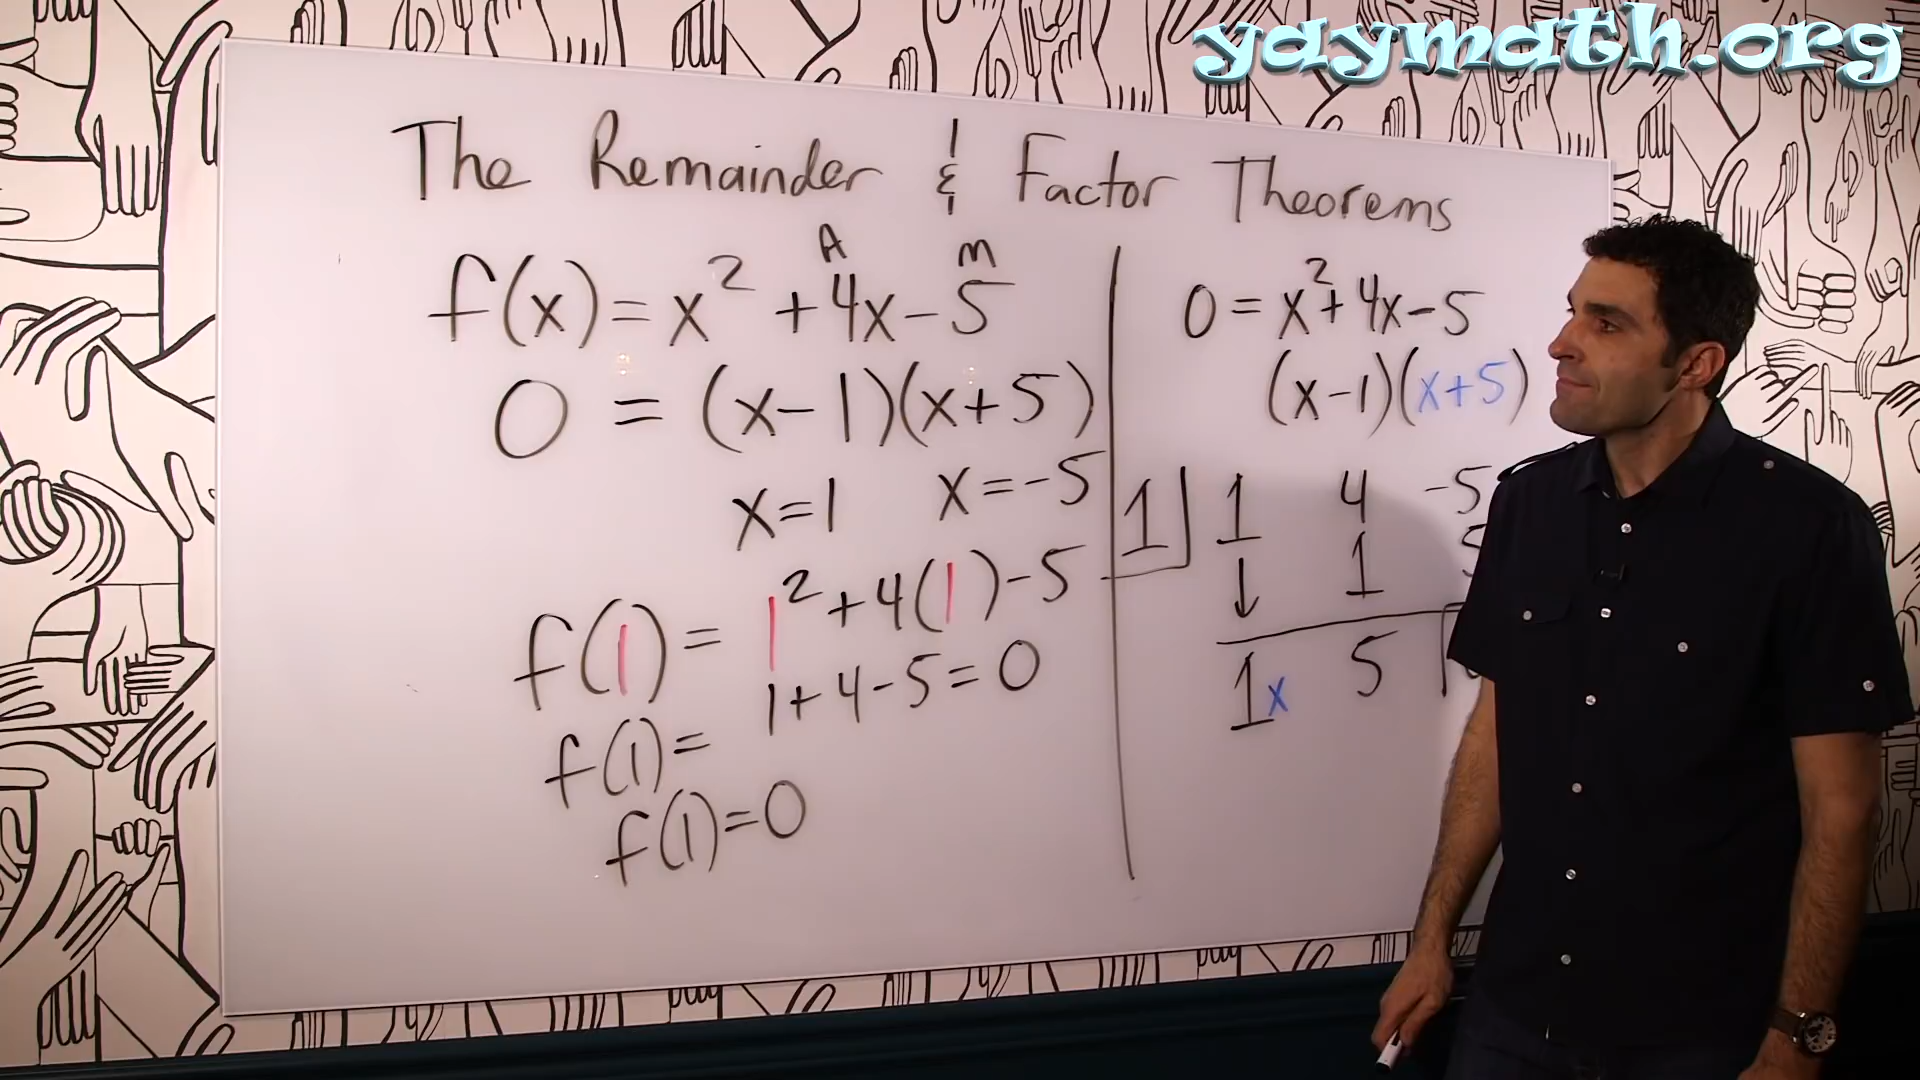 yaymath.org
The Remainder & Factor Theorems
A M
f(x) = x² + 4x - 5
0 = (x - 1)(x + 5)
x = 1 x = -5
f(1) = 1² + 4(1) - 5
1 + 4 - 5 = 0
f(1) =
f(1) = 0
0 = x² + 4x - 5
(x - 1)(x + 5)
1 1 4 -5
↓ 1 5
1x 5